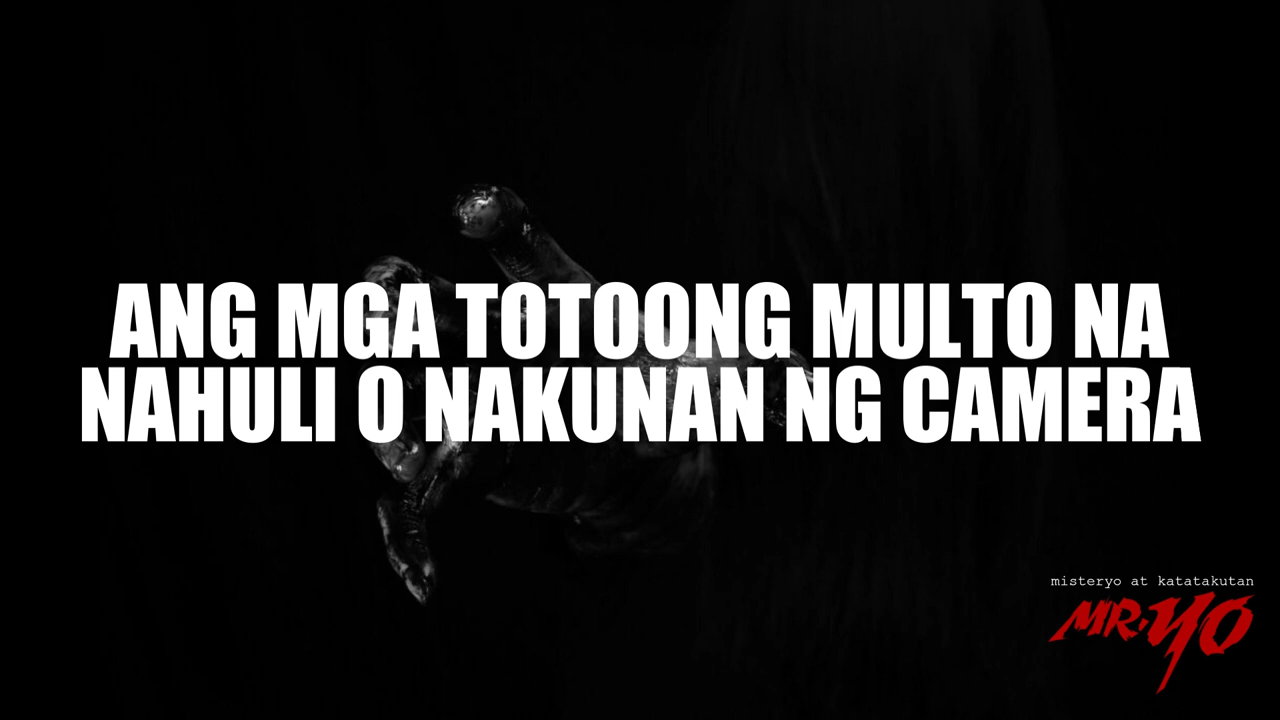 ANG MGA TOTOONG MULTO NA
NAHULI O NAKUNAN NG CAMERA
misteryo at katatakutan
MR.YO